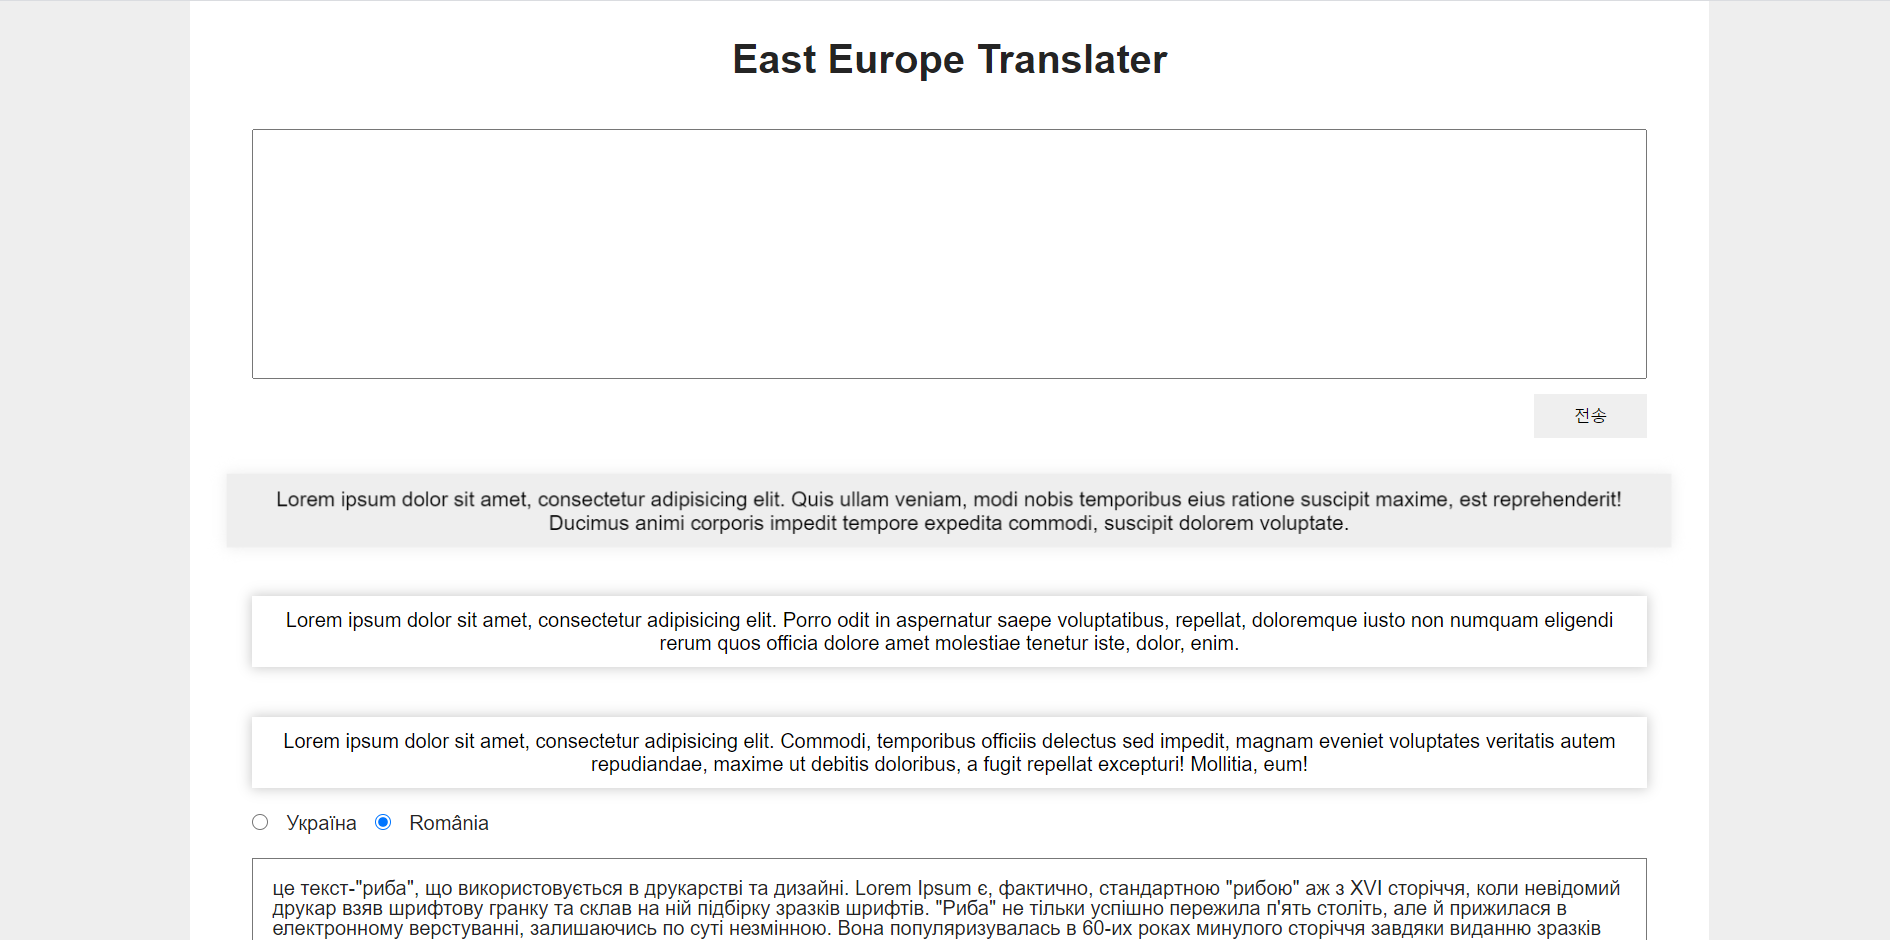 East Europe Translater
전송
Lorem ipsum dolor sit amet, consectetur adipisicing elit. Quis ullam veniam, modi nobis temporibus eius ratione suscipit maxime, est reprehenderit!
Ducimus animi corporis impedit tempore expedita commodi, suscipit dolorem voluptate.
Lorem ipsum dolor sit amet, consectetur adipisicing elit. Porro odit in aspernatur saepe voluptatibus, repellat, doloremque iusto non numquam eligendi
rerum quos officia dolore amet molestiae tenetur iste, dolor, enim.
Lorem ipsum dolor sit amet, consectetur adipisicing elit. Commodi, temporibus officiis delectus sed impedit, magnam eveniet voluptates veritatis autem
repudiandae, maxime ut debitis doloribus, a fugit repellat excepturi! Mollitia, eum!
Україна România
це текст-"риба", що використовується в друкарстві та дизайні. Lorem Ipsum є, фактично, стандартною "рибою" аж з XVI сторіччя, коли невідомий
друкар взяв шрифтову гранку та склав на ній підбірку зразків шрифтів. "Риба" не тільки успішно пережила п'ять століть, але й прижилася в
електронному верстуванні, залишаючись по суті незмінною. Вона популяризувалась в 60-их роках минулого сторіччя завдяки виданню зразків